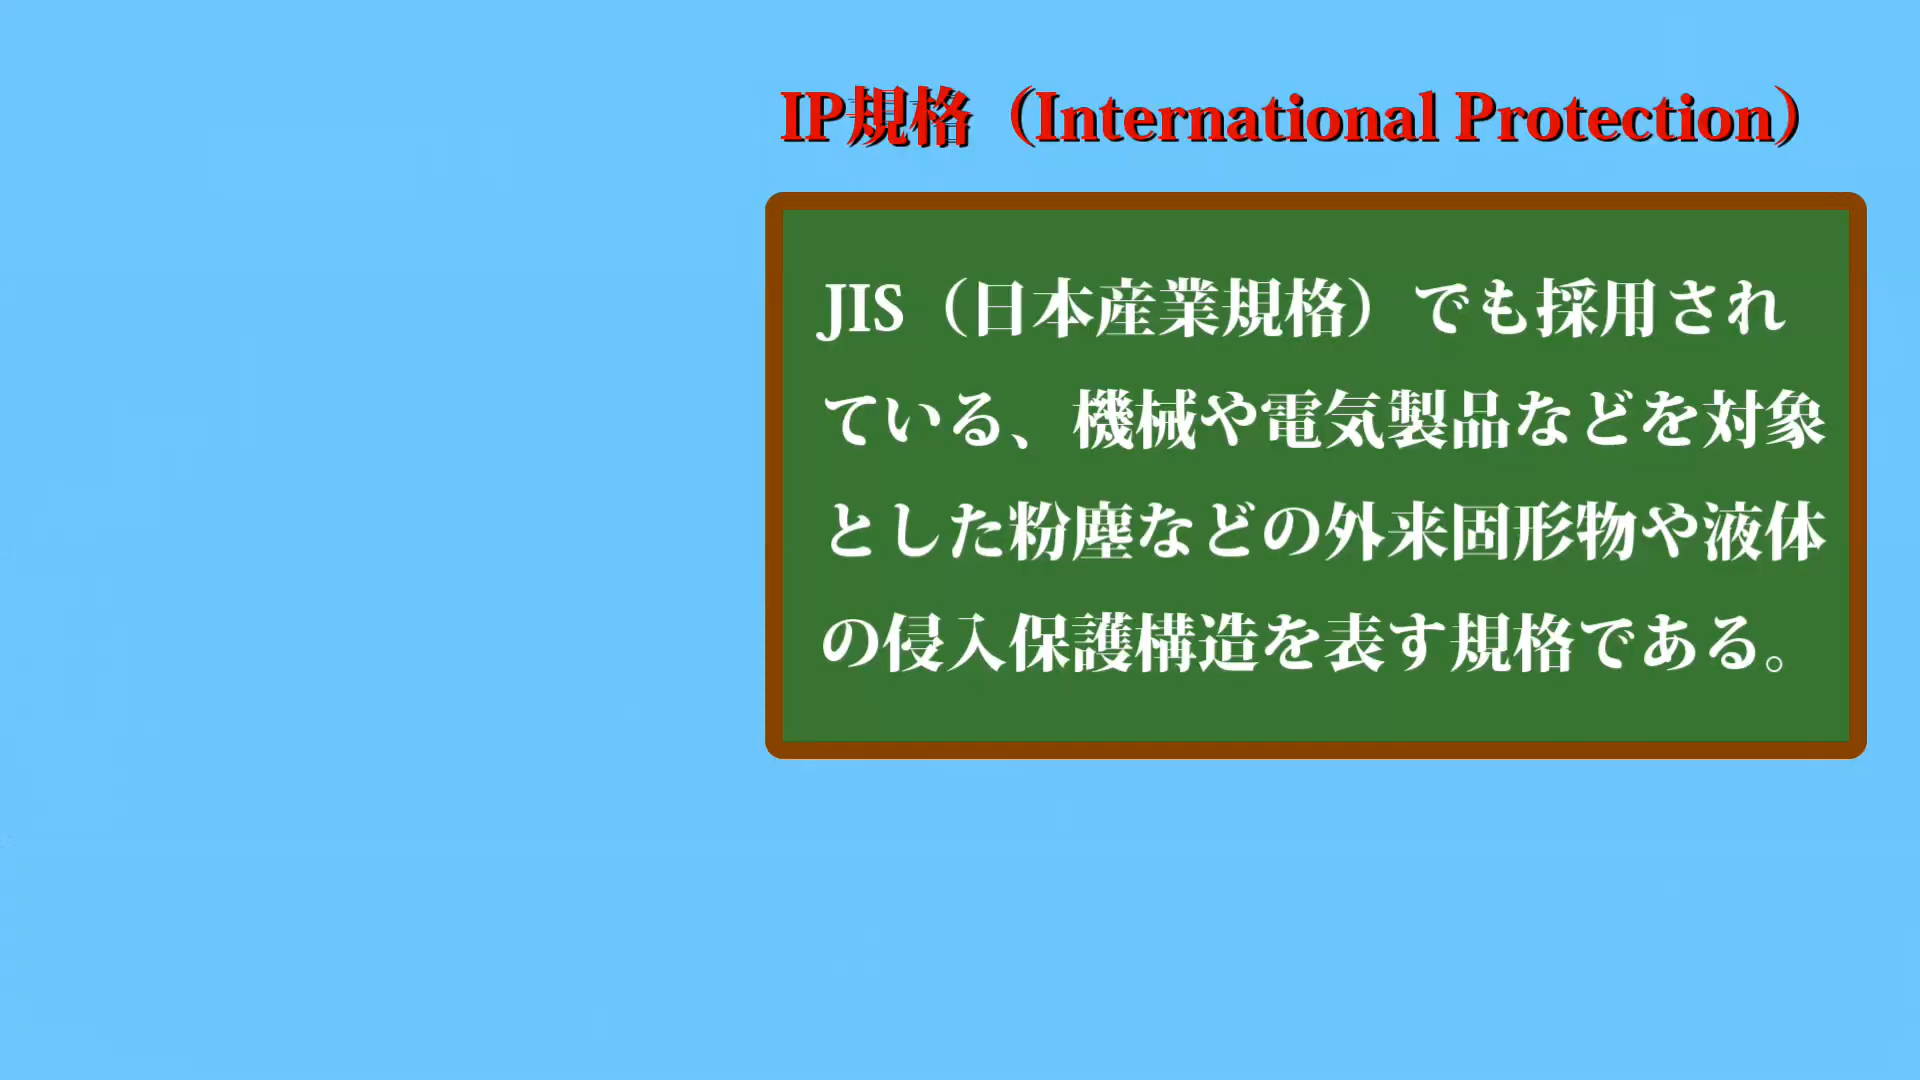 IP規格（International Protection）
JIS（日本産業規格）でも採用され
ている、機械や電気製品などを対象
とした粉塵などの外来固形物や液体
の侵入保護構造を表す規格である。